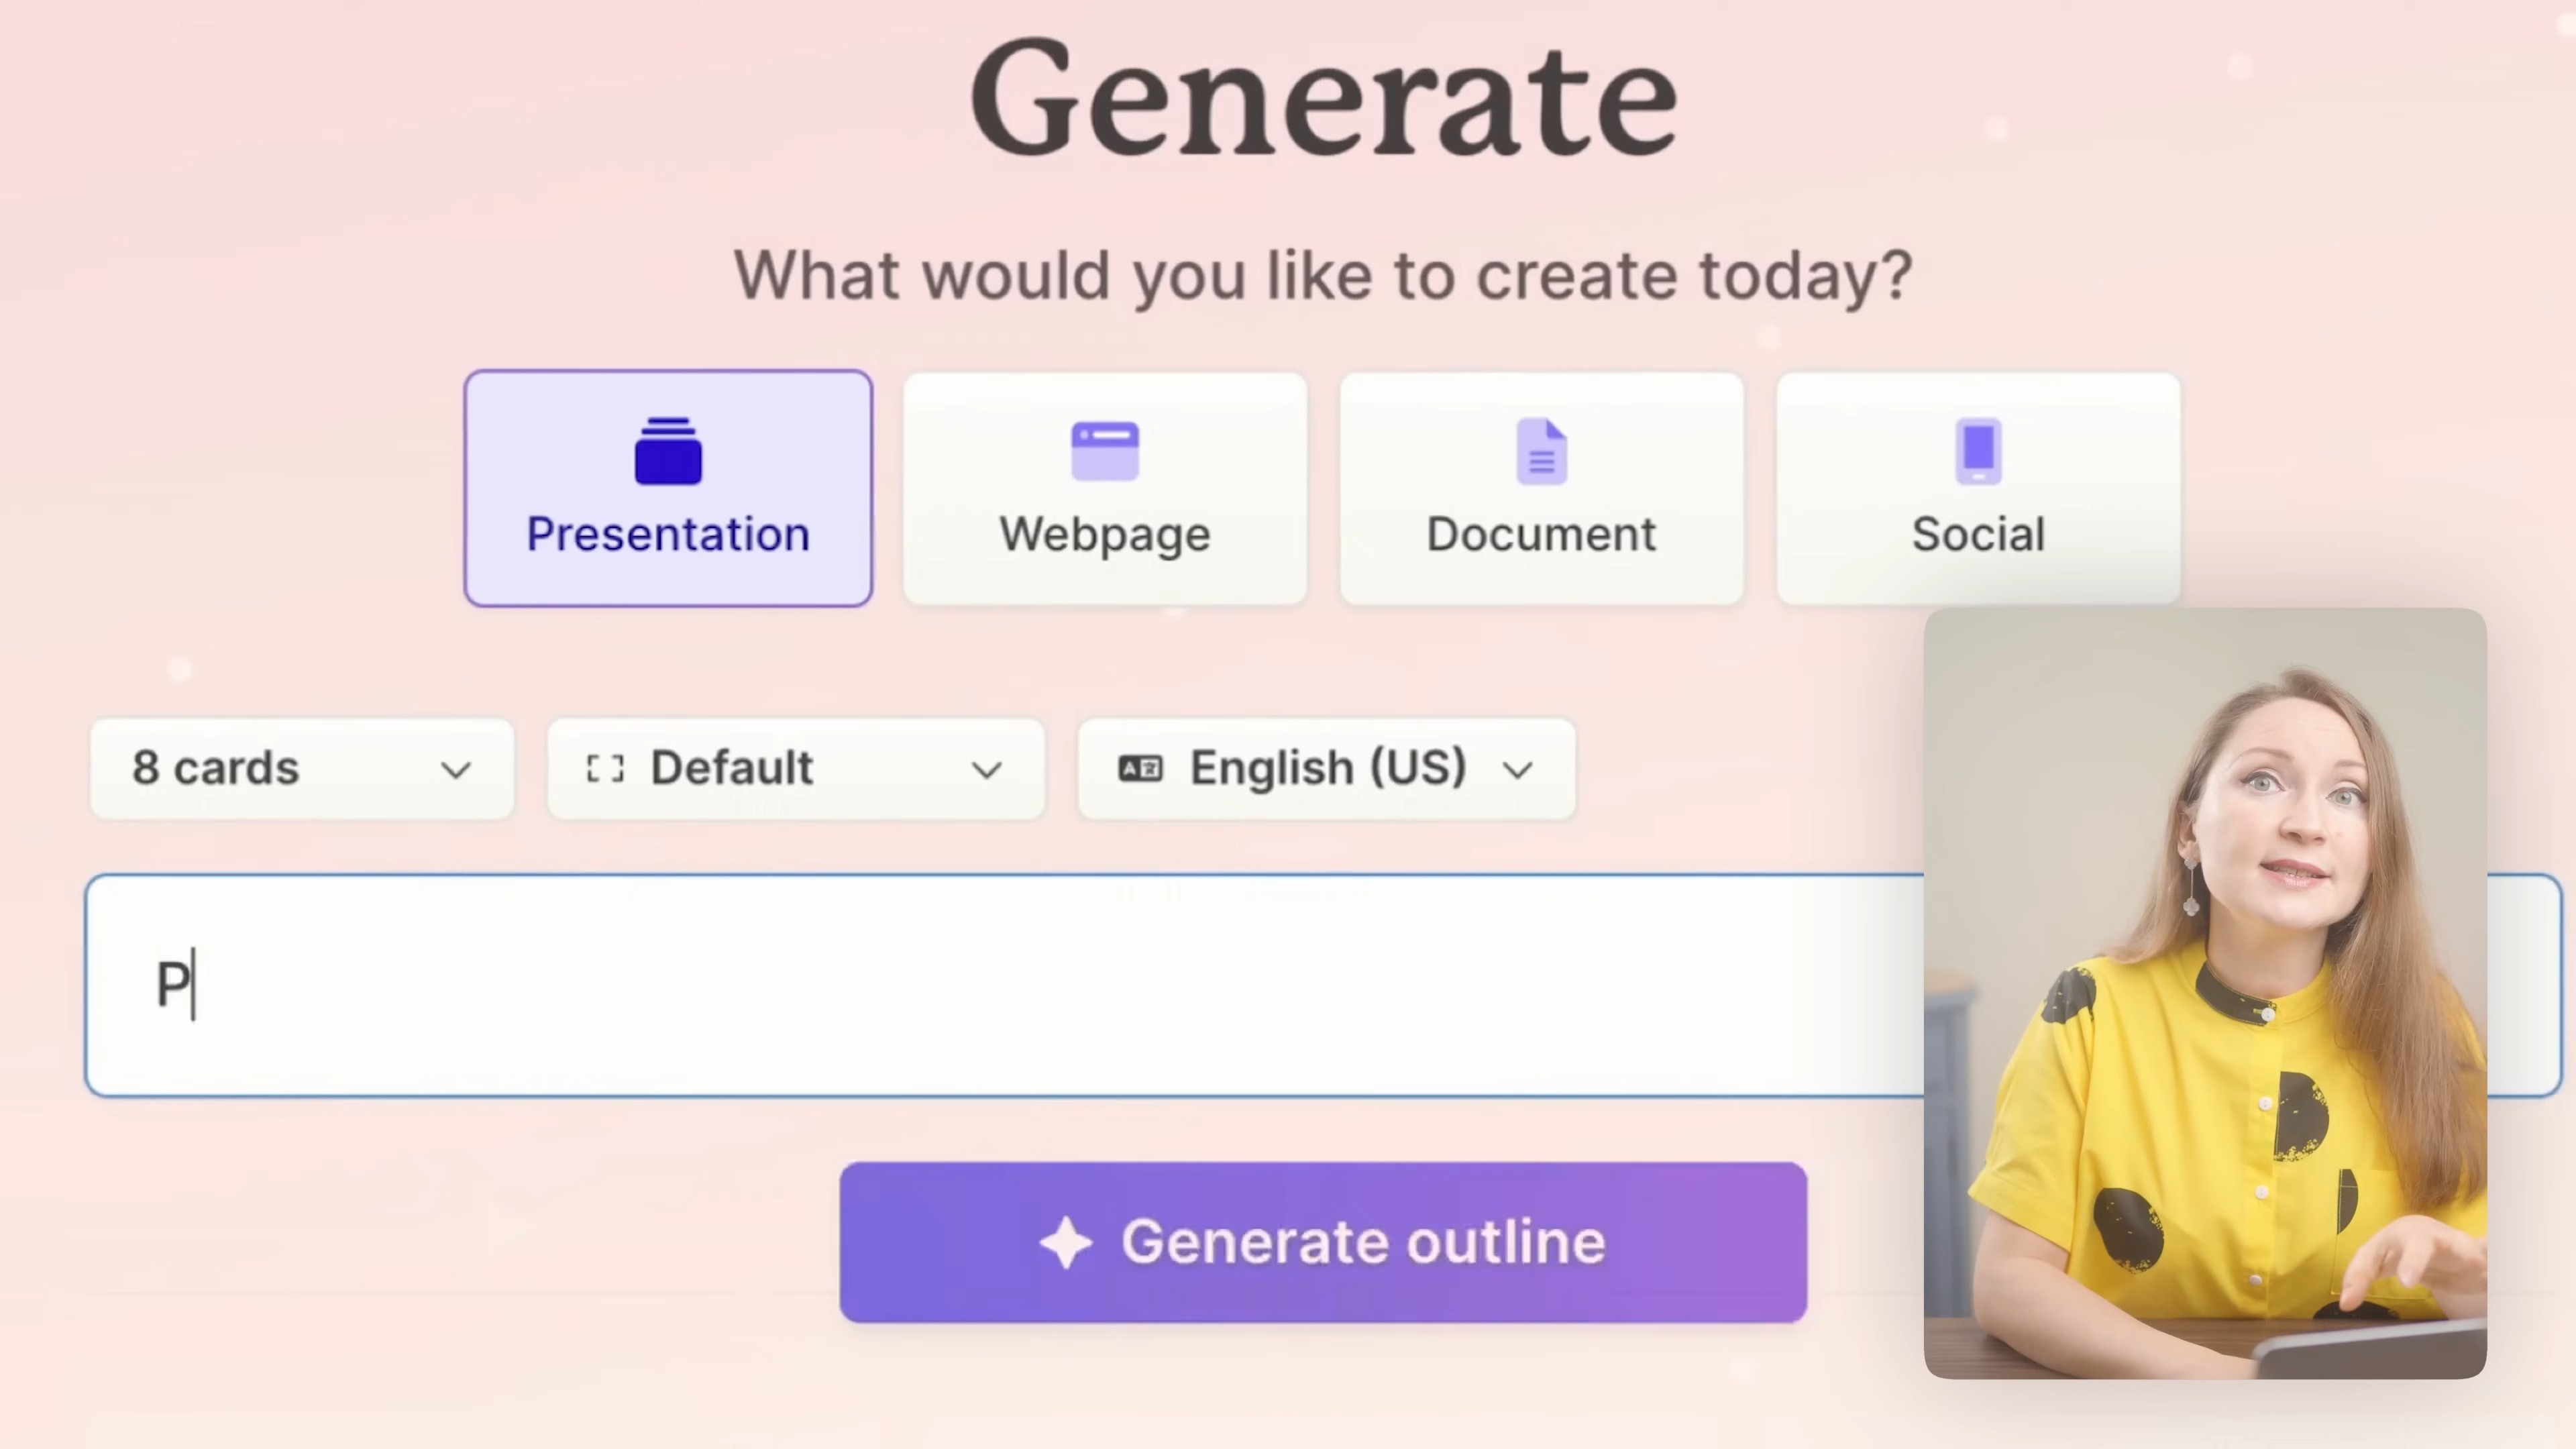 Generate
What would you like to create today?
Presentation
Webpage
Document
Social
8 cards
Default
English (US)
P
Generate outline